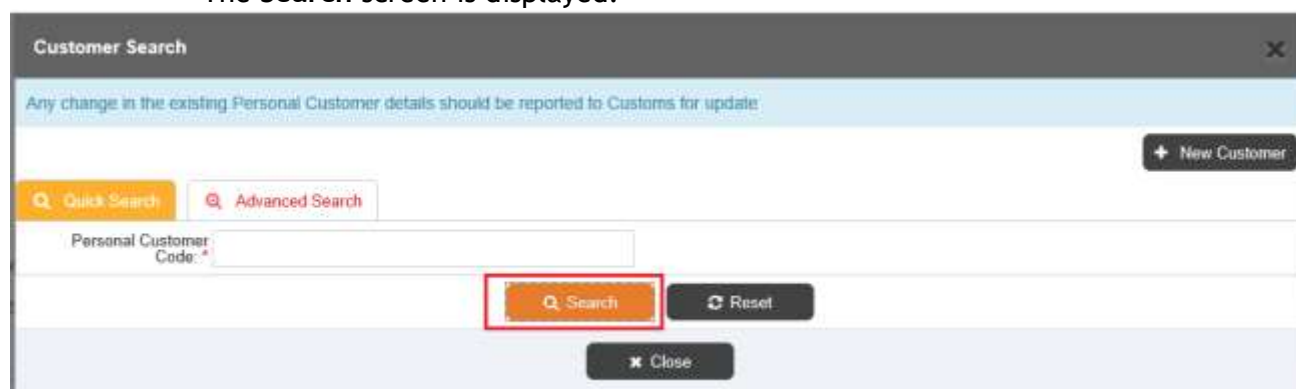 The Search screen is displayed.
Customer Search
Any change in the existing Personal Customer details should be reported to Customs for update
New Customer
Quick Search
Advanced Search
Personal Customer
Code: *
Search
Reset
Close